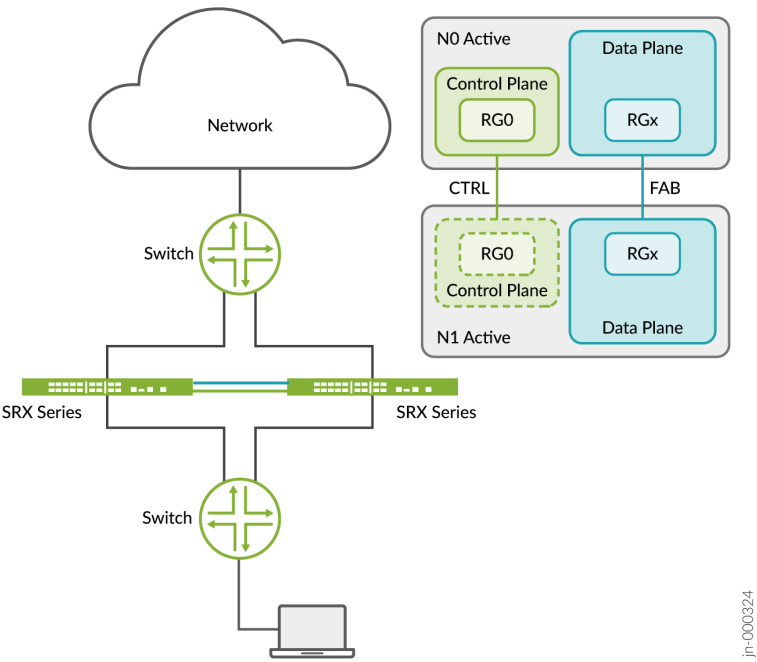 Network
Switch
SRX Series
SRX Series
Switch
N0 Active
Control Plane
RG0
Data Plane
RGx
CTRL
FAB
RG0
Control Plane
N1 Active
RGx
Data Plane
jn-000324